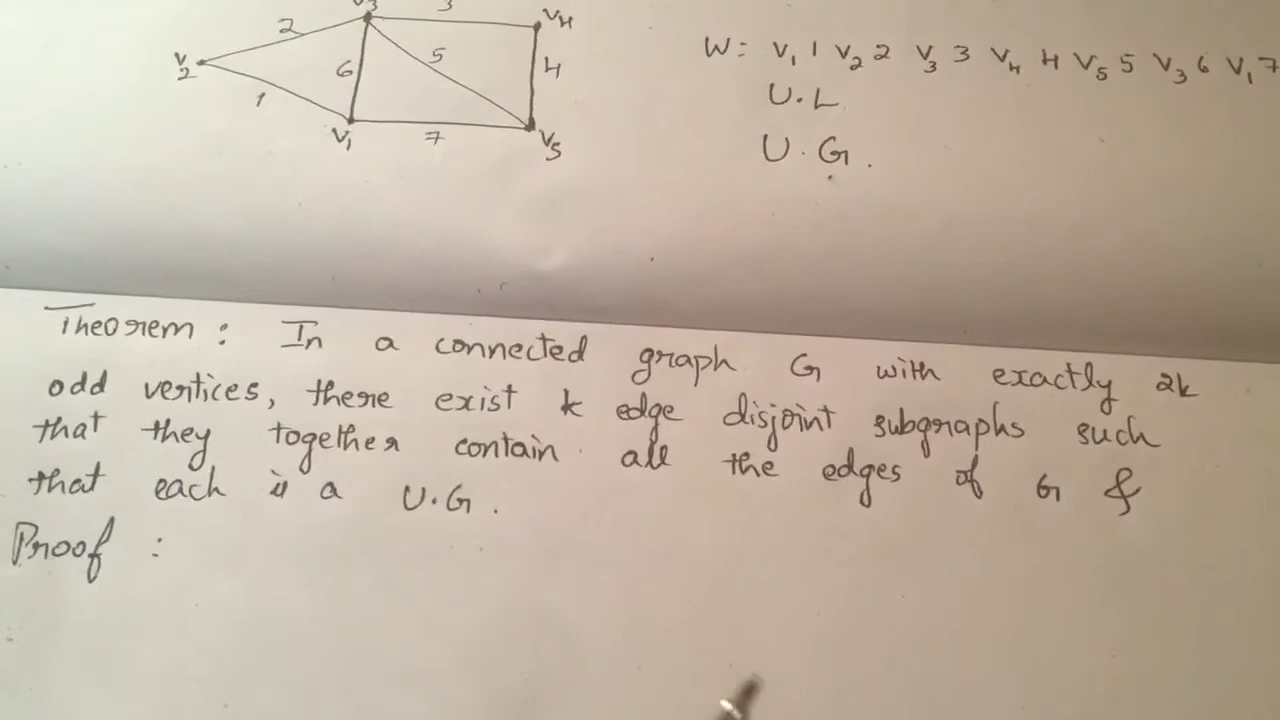 V3 3 V4
2
V2 6 5 4
1
V1 7 V5
W: V1 1 V2 2 V3 3 V4 4 V5 5 V3 6 V1 7
U.L
U.G.
Theorem: In a connected graph G with exactly 2k
odd vertices, there exist k edge disjoint subgraphs such
that they together contain all the edges of G &
that each is a U.G.
Proof :